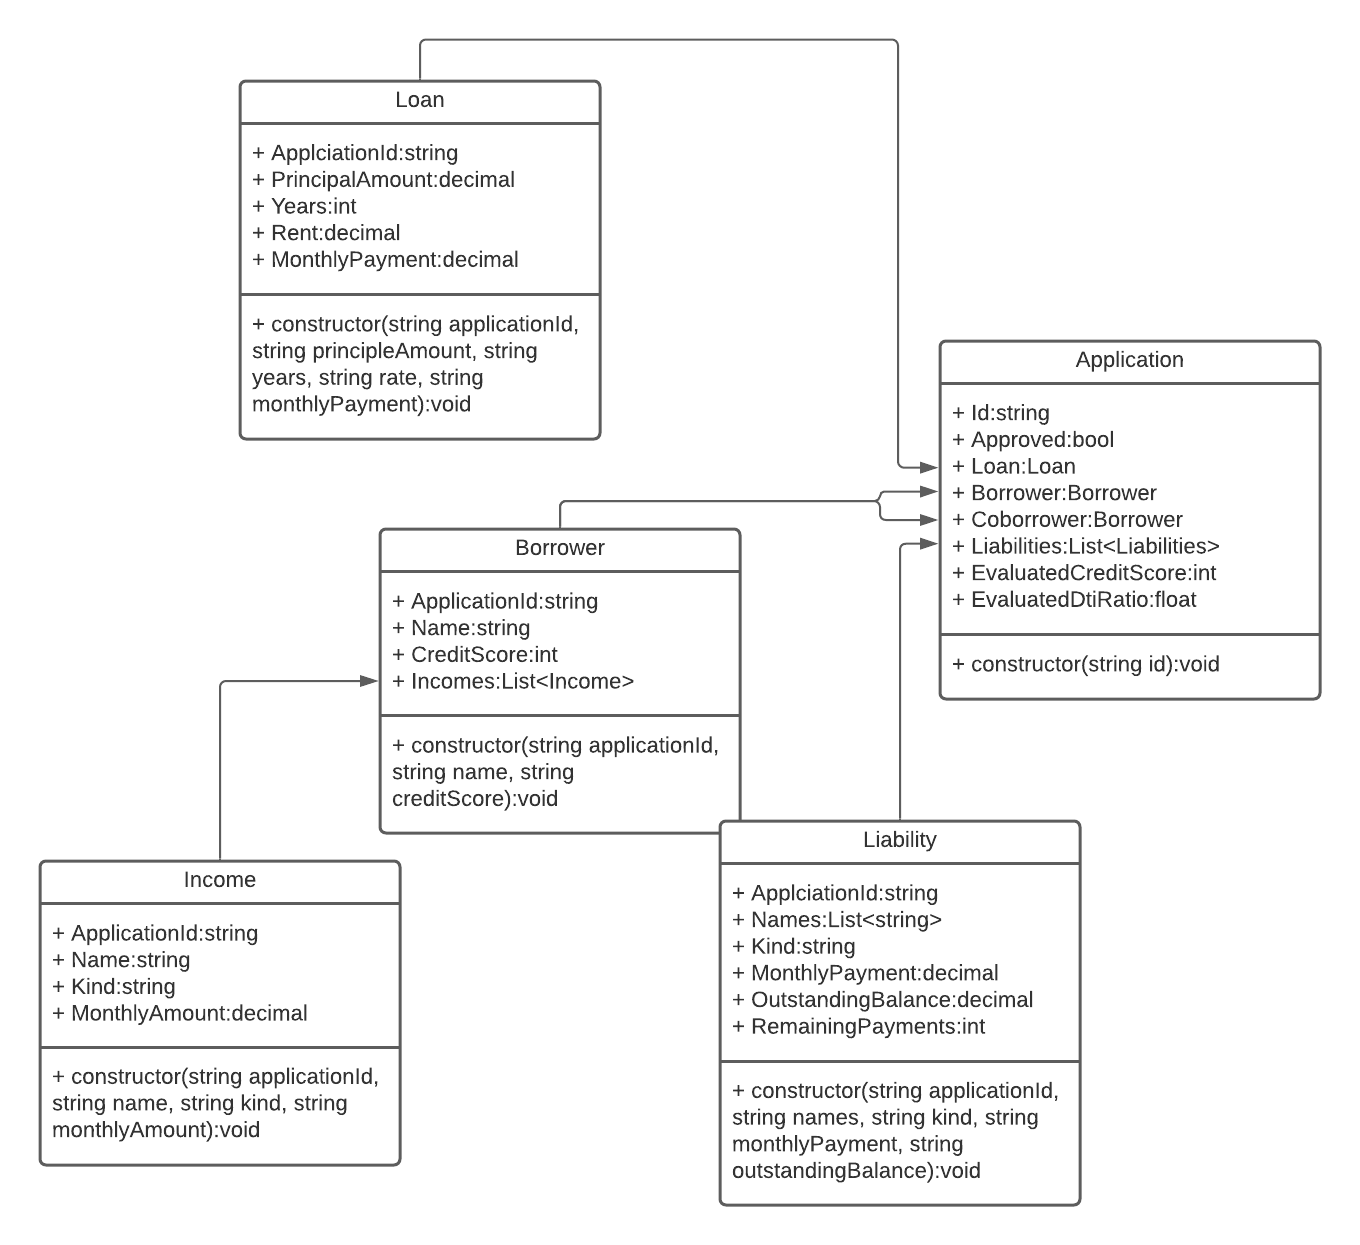 Loan
+ ApplciationId:string
+ PrincipalAmount:decimal
+ Years:int
+ Rent:decimal
+ MonthlyPayment:decimal
+ constructor(string applicationId,
string principleAmount, string
years, string rate, string
monthlyPayment):void
Application
+ Id:string
+ Approved:bool
+ Loan:Loan
+ Borrower:Borrower
+ Coborrower:Borrower
+ Liabilities:List<Liabilities>
+ EvaluatedCreditScore:int
+ EvaluatedDtiRatio:float
+ constructor(string id):void
Borrower
+ ApplicationId:string
+ Name:string
+ CreditScore:int
+ Incomes:List<Income>
+ constructor(string applicationId,
string name, string
creditScore):void
Income
+ ApplicationId:string
+ Name:string
+ Kind:string
+ MonthlyAmount:decimal
+ constructor(string applicationId,
string name, string kind, string
monthlyAmount):void
Liability
+ ApplciationId:string
+ Names:List<string>
+ Kind:string
+ MonthlyPayment:decimal
+ OutstandingBalance:decimal
+ RemainingPayments:int
+ constructor(string applicationId,
string names, string kind, string
monthlyPayment, string
outstandingBalance):void